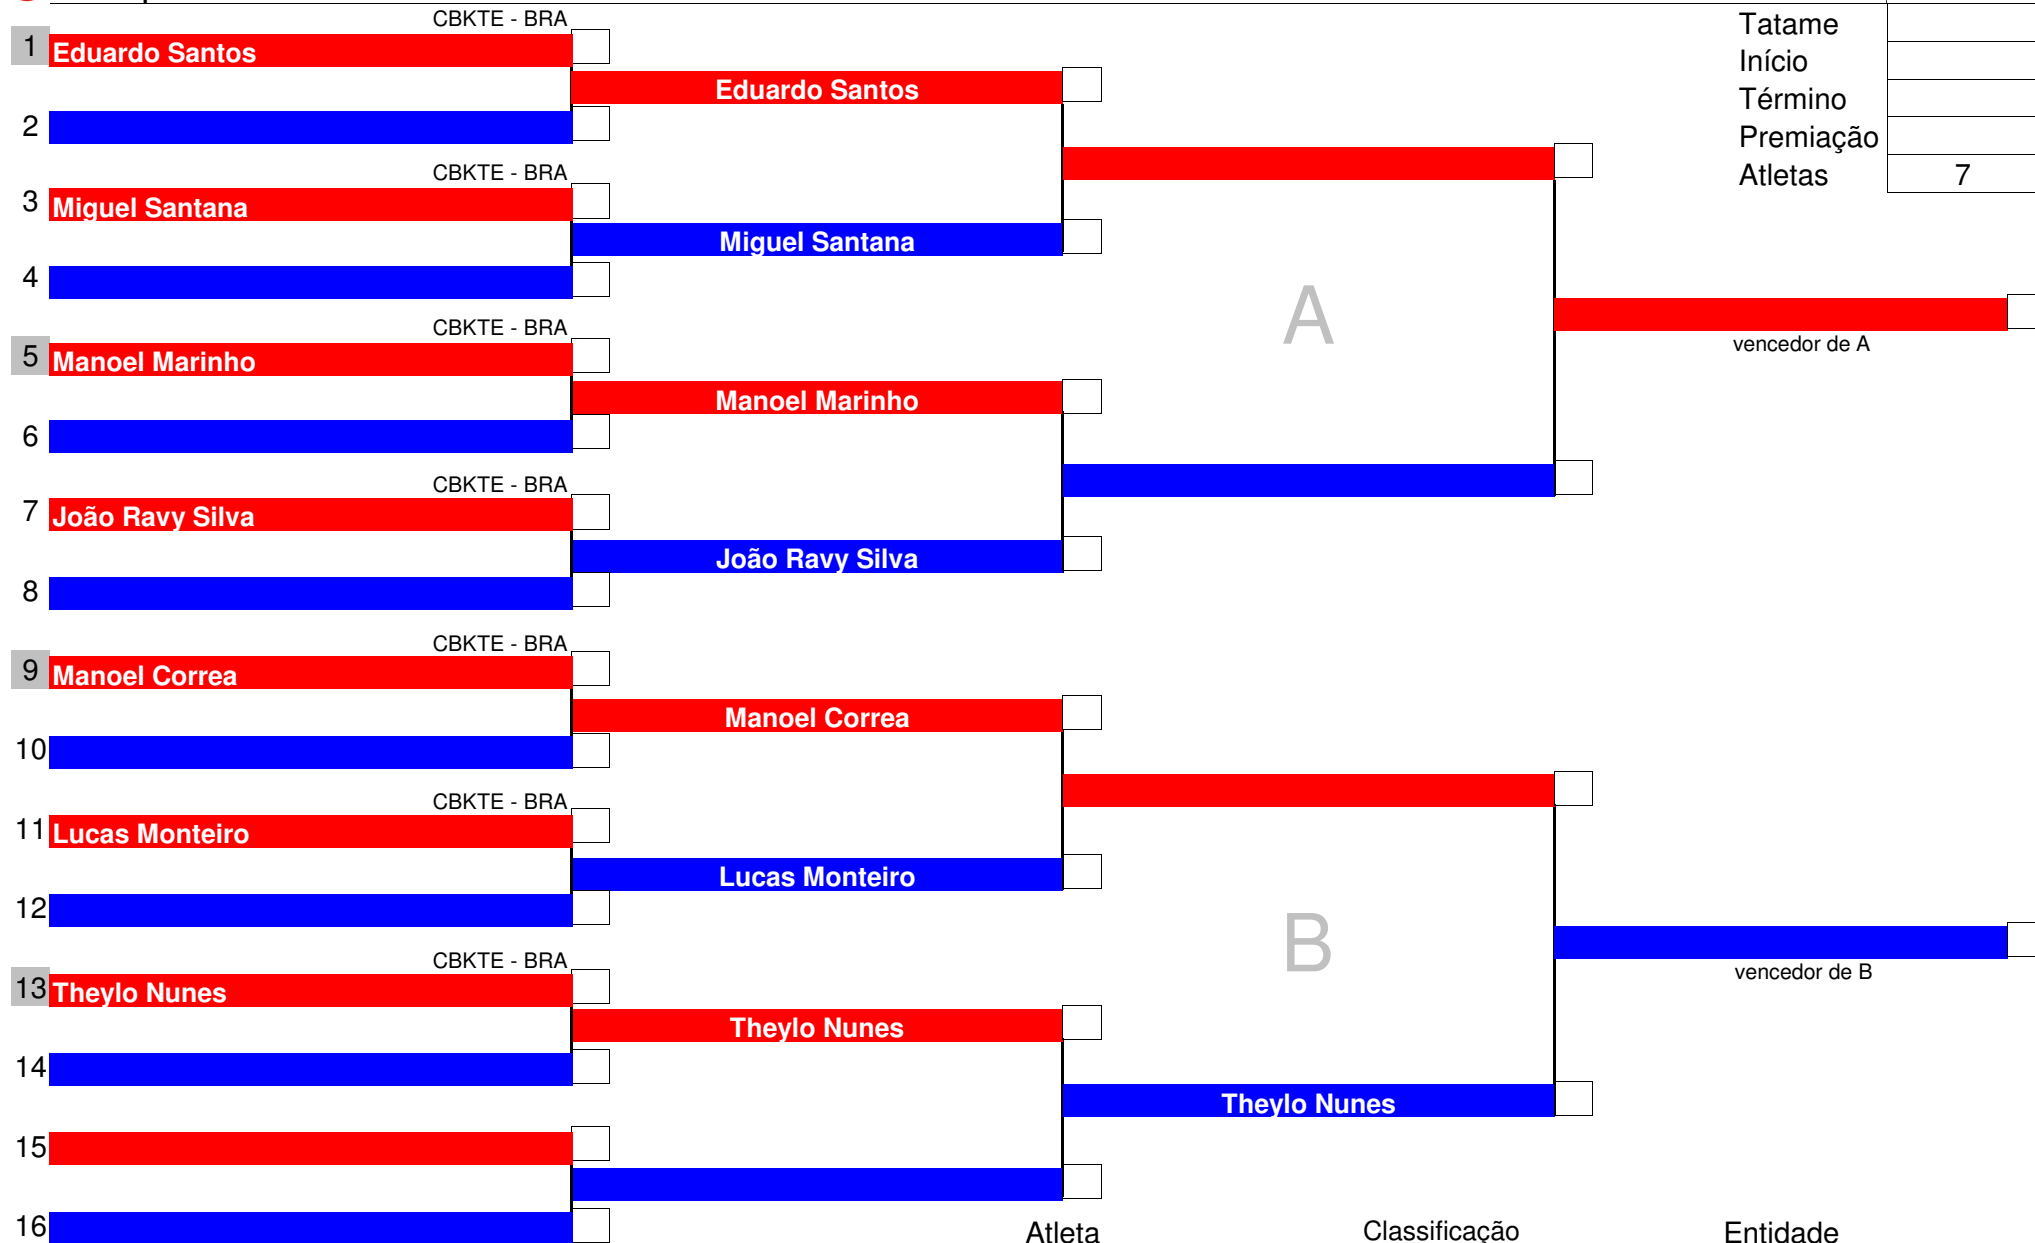 CBKTE - BRA
1 Eduardo Santos
Eduardo Santos
2
CBKTE - BRA
3 Miguel Santana
Miguel Santana
4
CBKTE - BRA
5 Manoel Marinho
Manoel Marinho
6
CBKTE - BRA
7 João Ravy Silva
João Ravy Silva
8
CBKTE - BRA
9 Manoel Correa
Manoel Correa
10
CBKTE - BRA
11 Lucas Monteiro
Lucas Monteiro
12
CBKTE - BRA
13 Theylo Nunes
Theylo Nunes
14
Theylo Nunes
15
16
A
vencedor de A
B
vencedor de B
Tatame
Início
Término
Premiação
Atletas 7
Atleta Classificação Entidade